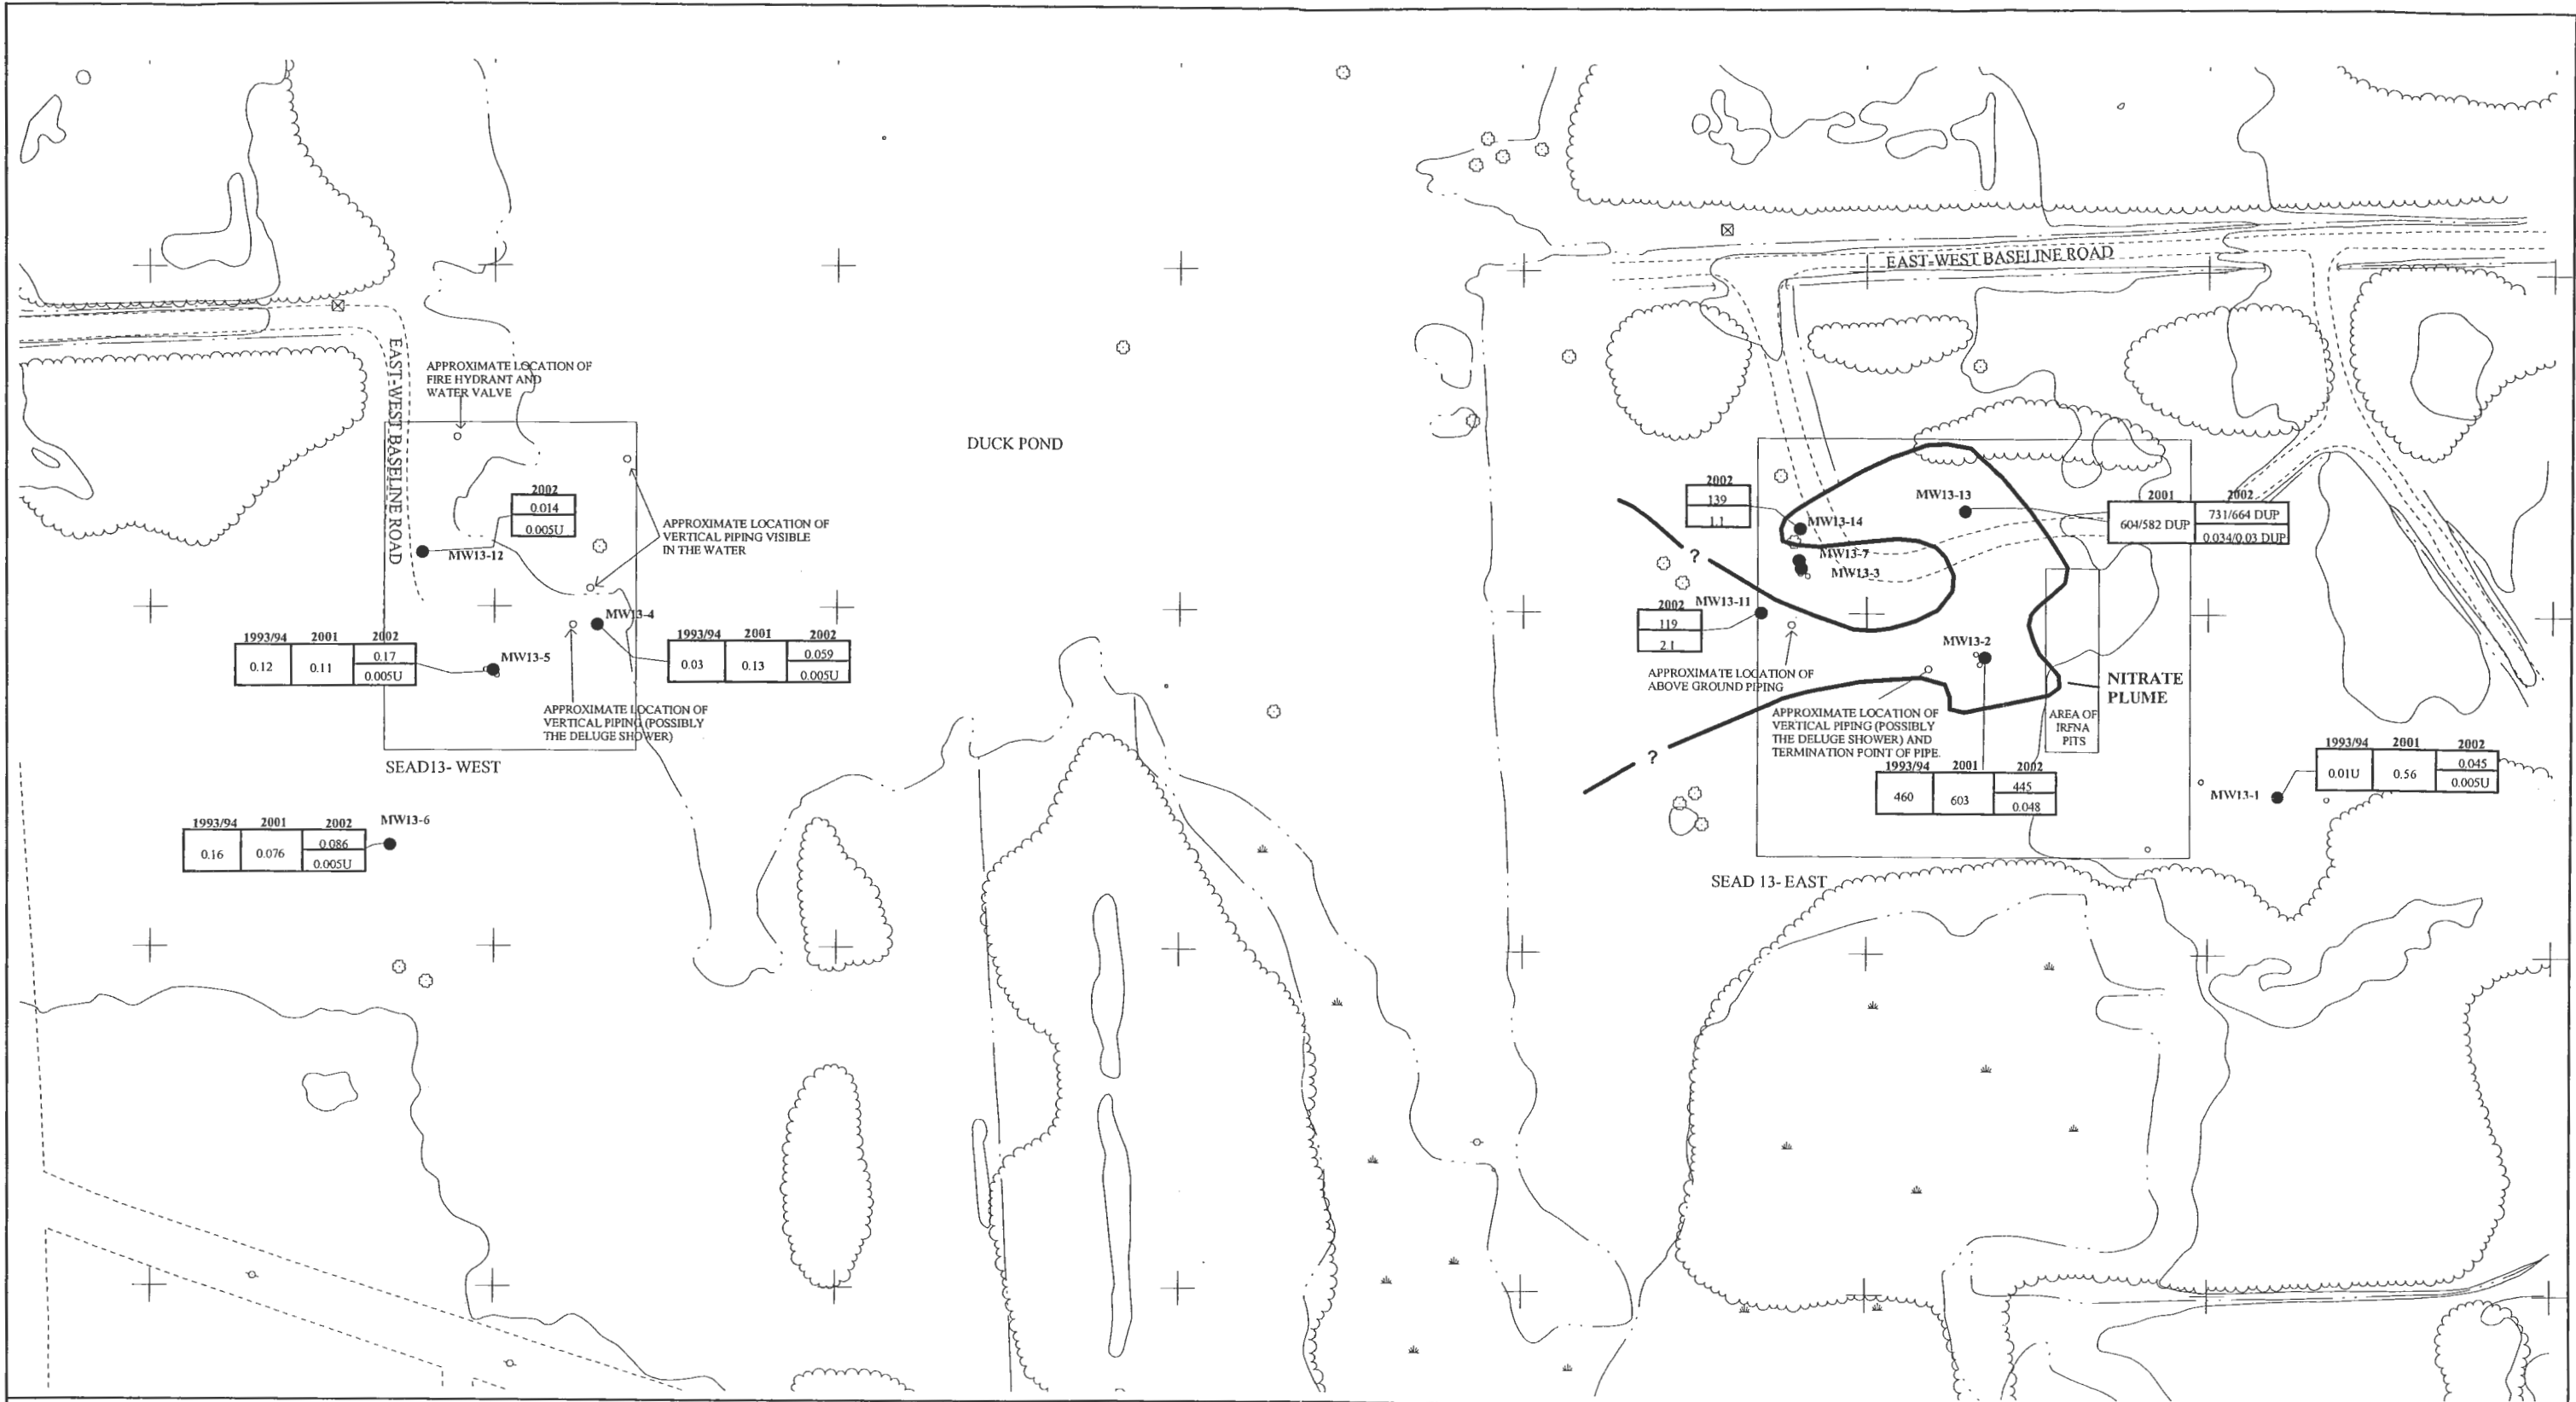 EAST-WEST BASELINE ROAD
EAST-WEST BASELINE ROAD
APPROXIMATE LOCATION OF
FIRE HYDRANT AND
WATER VALVE
DUCK POND
2002
0.014
0.005U
MW13-12
APPROXIMATE LOCATION OF
VERTICAL PIPING VISIBLE
IN THE WATER
MW13-4
1993/94 2001 2002
0.03 0.13 0.059
0.005U
1993/94 2001 2002
0.12 0.11 0.17
0.005U
MW13-5
APPROXIMATE LOCATION OF
VERTICAL PIPING (POSSIBLY
THE DELUGE SHOWER)
SEAD13- WEST
1993/94 2001 2002
0.16 0.076 0.086
0.005U
MW13-6
2002
139
1.1
MW13-14
MW13-13
2001 2002
604/582 DUP 731/664 DUP
0.034/0.03 DUP
?
MW13-7
MW13-3
2002
119
2.1
MW13-11
MW13-2
APPROXIMATE LOCATION OF
ABOVE GROUND PIPING
NITRATE
PLUME
APPROXIMATE LOCATION OF
VERTICAL PIPING (POSSIBLY
THE DELUGE SHOWER) AND
TERMINATION POINT OF PIPE.
AREA OF
IRFNA
PITS
?
1993/94 2001 2002
460 603 445
0.048
1993/94 2001 2002
0.01U 0.56 0.045
0.005U
MW13-1
SEAD 13- EAST